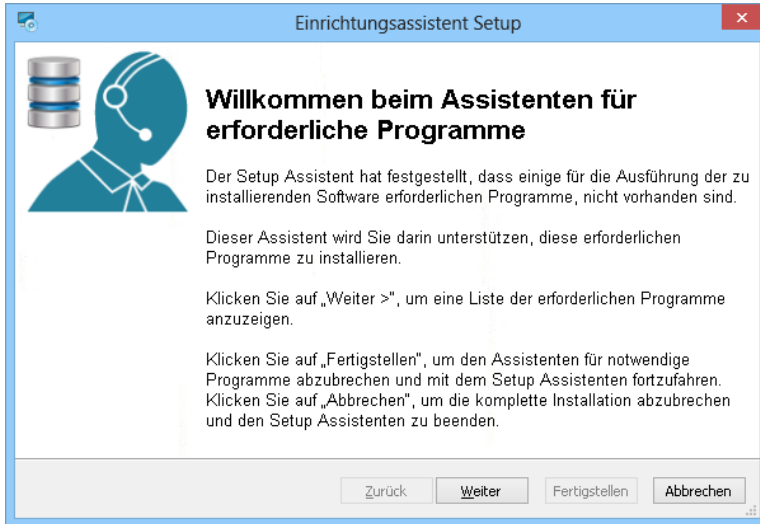 Einrichtungsassistent Setup
Willkommen beim Assistenten für
erforderliche Programme
Der Setup Assistent hat festgestellt, dass einige für die Ausführung der zu
installierenden Software erforderlichen Programme, nicht vorhanden sind.
Dieser Assistent wird Sie darin unterstützen, diese erforderlichen
Programme zu installieren.
Klicken Sie auf „Weiter >“, um eine Liste der erforderlichen Programme
anzuzeigen.
Klicken Sie auf „Fertigstellen“, um den Assistenten für notwendige
Programme abzubrechen und mit dem Setup Assistenten fortzufahren.
Klicken Sie auf „Abbrechen“, um die komplette Installation abzubrechen
und den Setup Assistenten zu beenden.
Zurück Weiter Fertigstellen Abbrechen